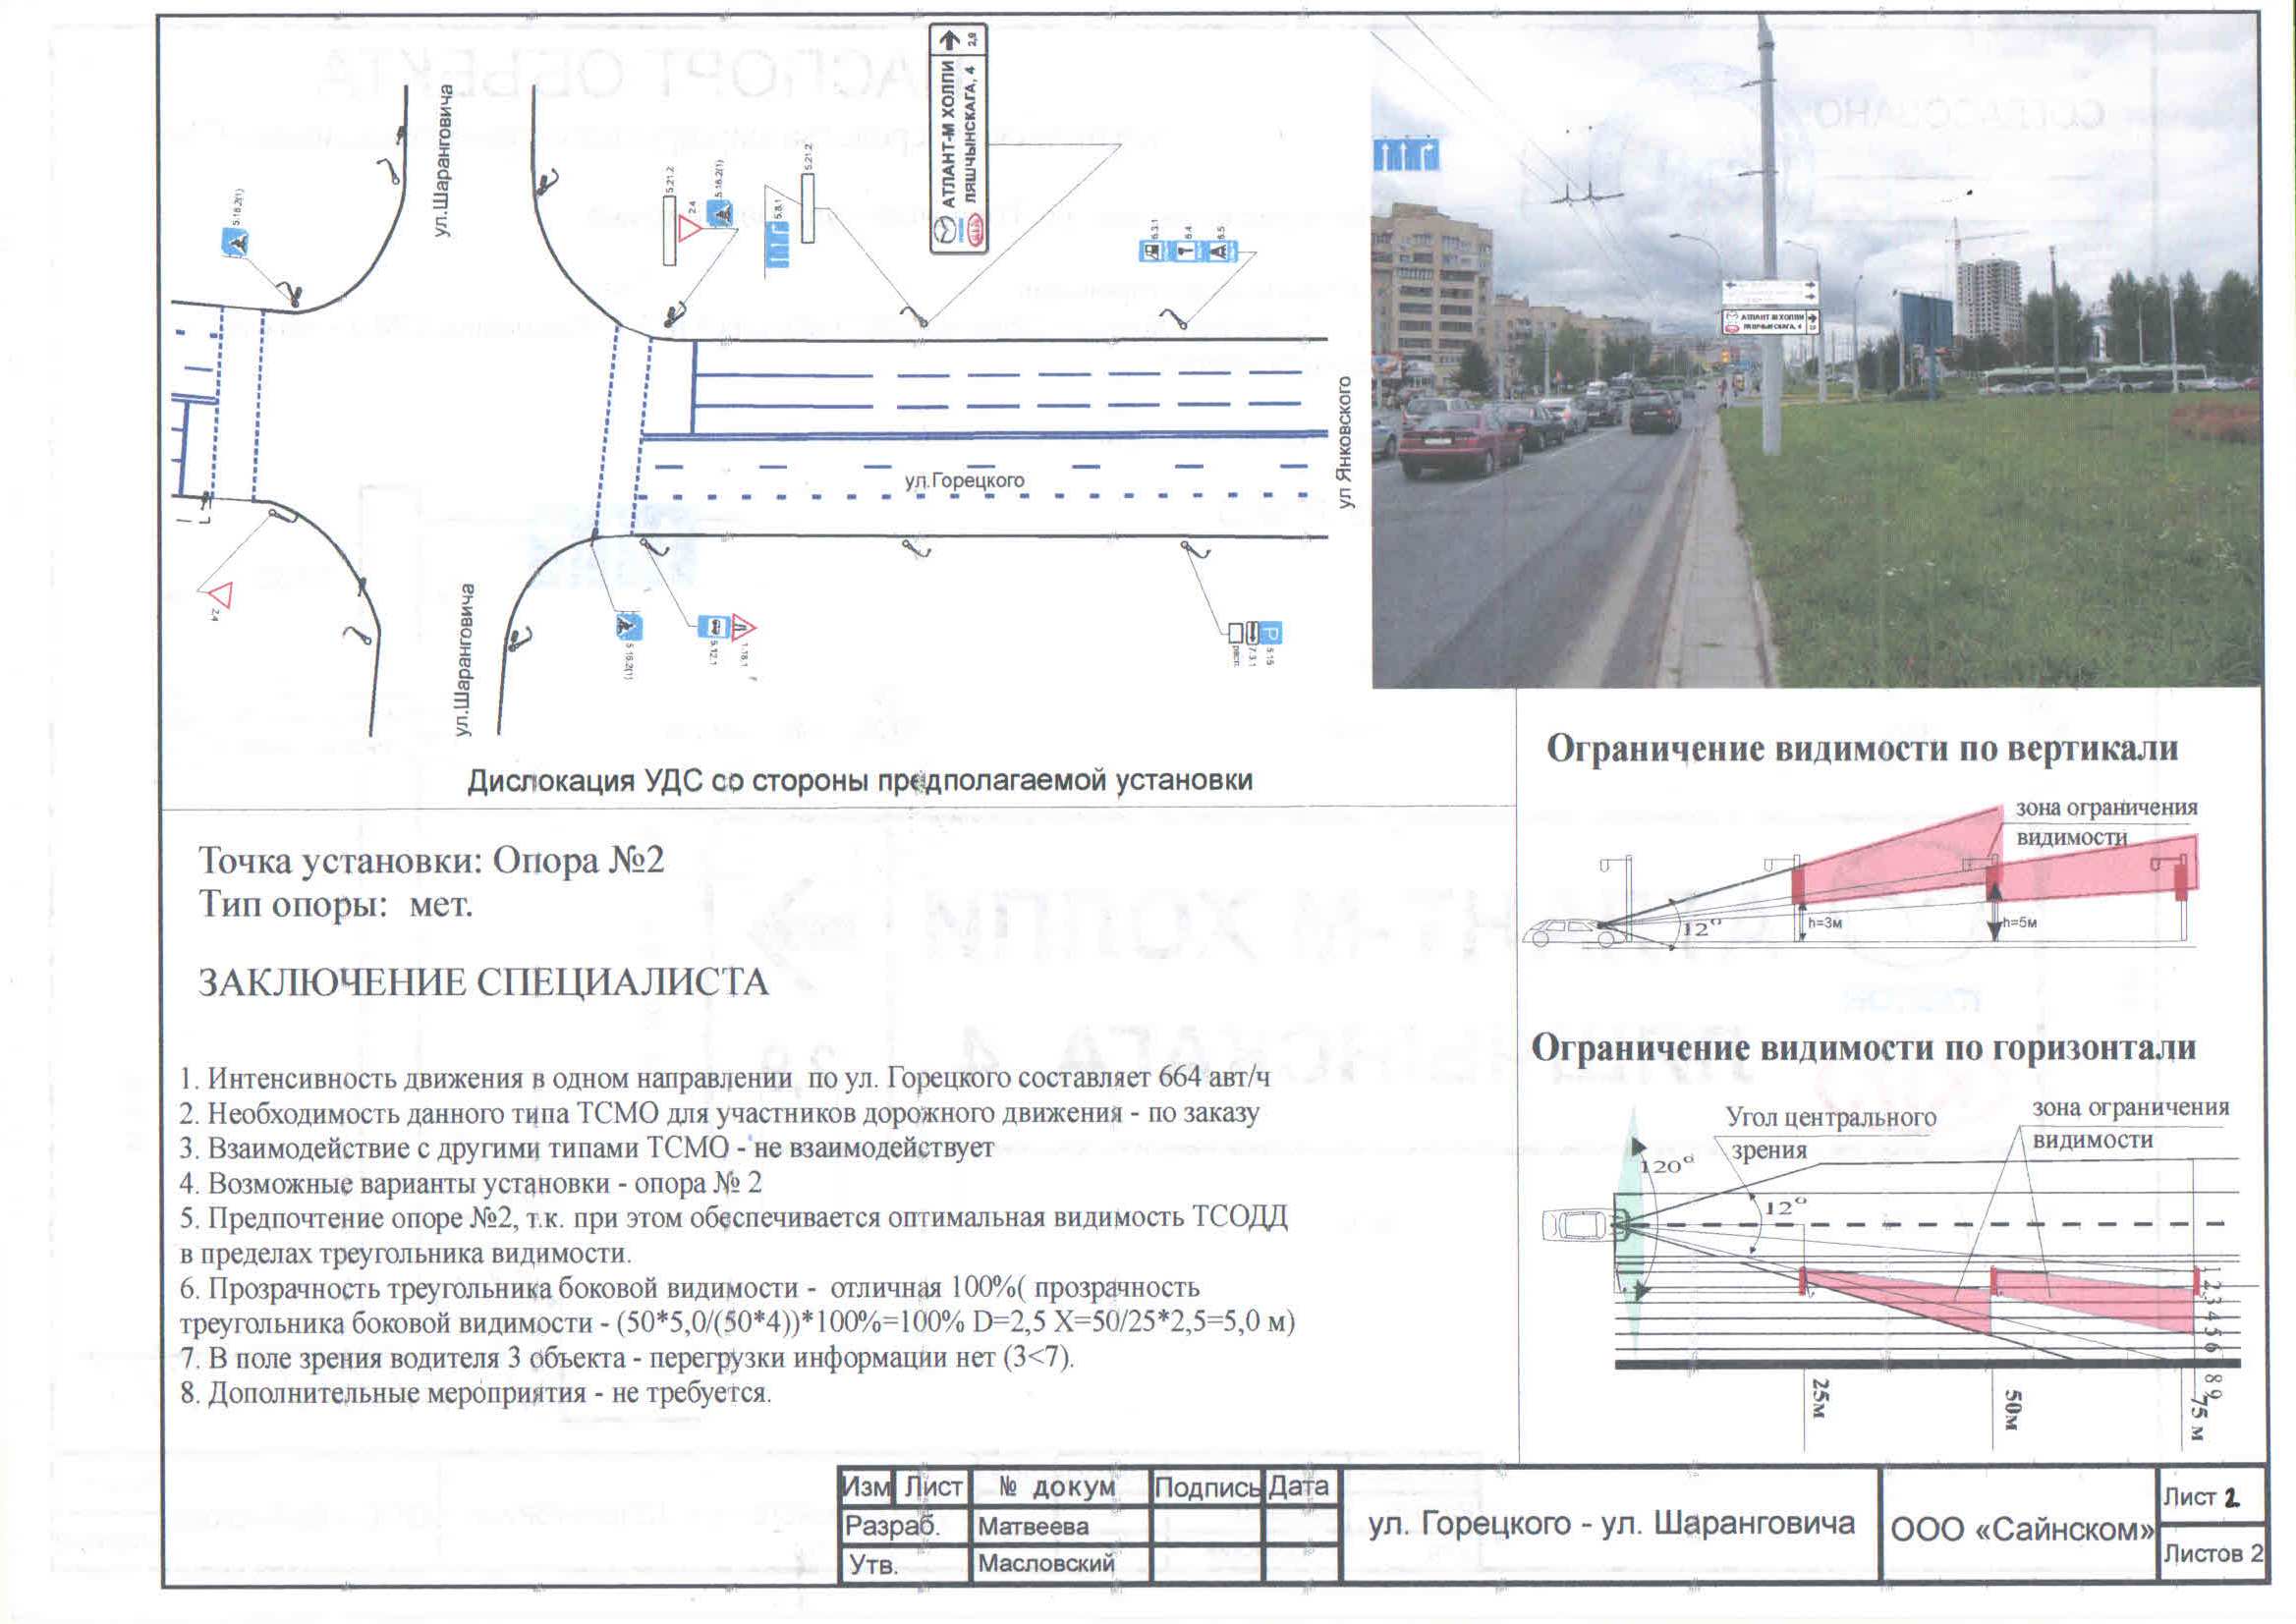 ул.Шаранговича
5.16.2(1)
5.21.2
2.4
5.16.2(1)
5.8.1
5.21.2
2,9
АТЛАНТ-М ХОЛПИ
ЛЯШЧЫНСКАГА, 4
6.3.1
6.4
6.5
ул.Горецкого
ул Янковского
2.4
ул.Шаранговича
5.16.2(1)
5.12.1
1.18.1
расп.
7.3.1
5.15
P
АТЛАНТ М ХОЛПИ
ЛЯШЧЫНСКАГА, 4
Дислокация УДС со стороны предполагаемой установки
Точка установки: Опора №2
Тип опоры: мет.
ЗАКЛЮЧЕНИЕ СПЕЦИАЛИСТА
1. Интенсивность движения в одном направлении по ул. Горецкого составляет 664 авт/ч
2. Необходимость данного типа ТСМО для участников дорожного движения - по заказу
3. Взаимодействие с другими типами ТСМО - не взаимодействует
4. Возможные варианты установки - опора № 2
5. Предпочтение опоре №2, т.к. при этом обеспечивается оптимальная видимость ТСОДД
в пределах треугольника видимости.
6. Прозрачность треугольника боковой видимости - отличная 100%( прозрачность
треугольника боковой видимости - (50*5,0/(50*4))*100%=100% D=2,5 X=50/25*2,5=5,0 м)
7. В поле зрения водителя 3 объекта - перегрузки информации нет (3<7).
8. Дополнительные мероприятия - не требуется.
Ограничение видимости по вертикали
зона ограничения
видимости
12°
h=3м
h=5м
Ограничение видимости по горизонтали
Угол центрального
зрения
зона ограничения
видимости
120°
12°
1 2 3 4 5 6 8 9
25м
50м
75 м
Изм Лист № докум Подпись Дата
Разраб. Матвеева
Утв. Масловский
ул. Горецкого - ул. Шаранговича
ООО «Сайнском»
Лист 2
Листов 2